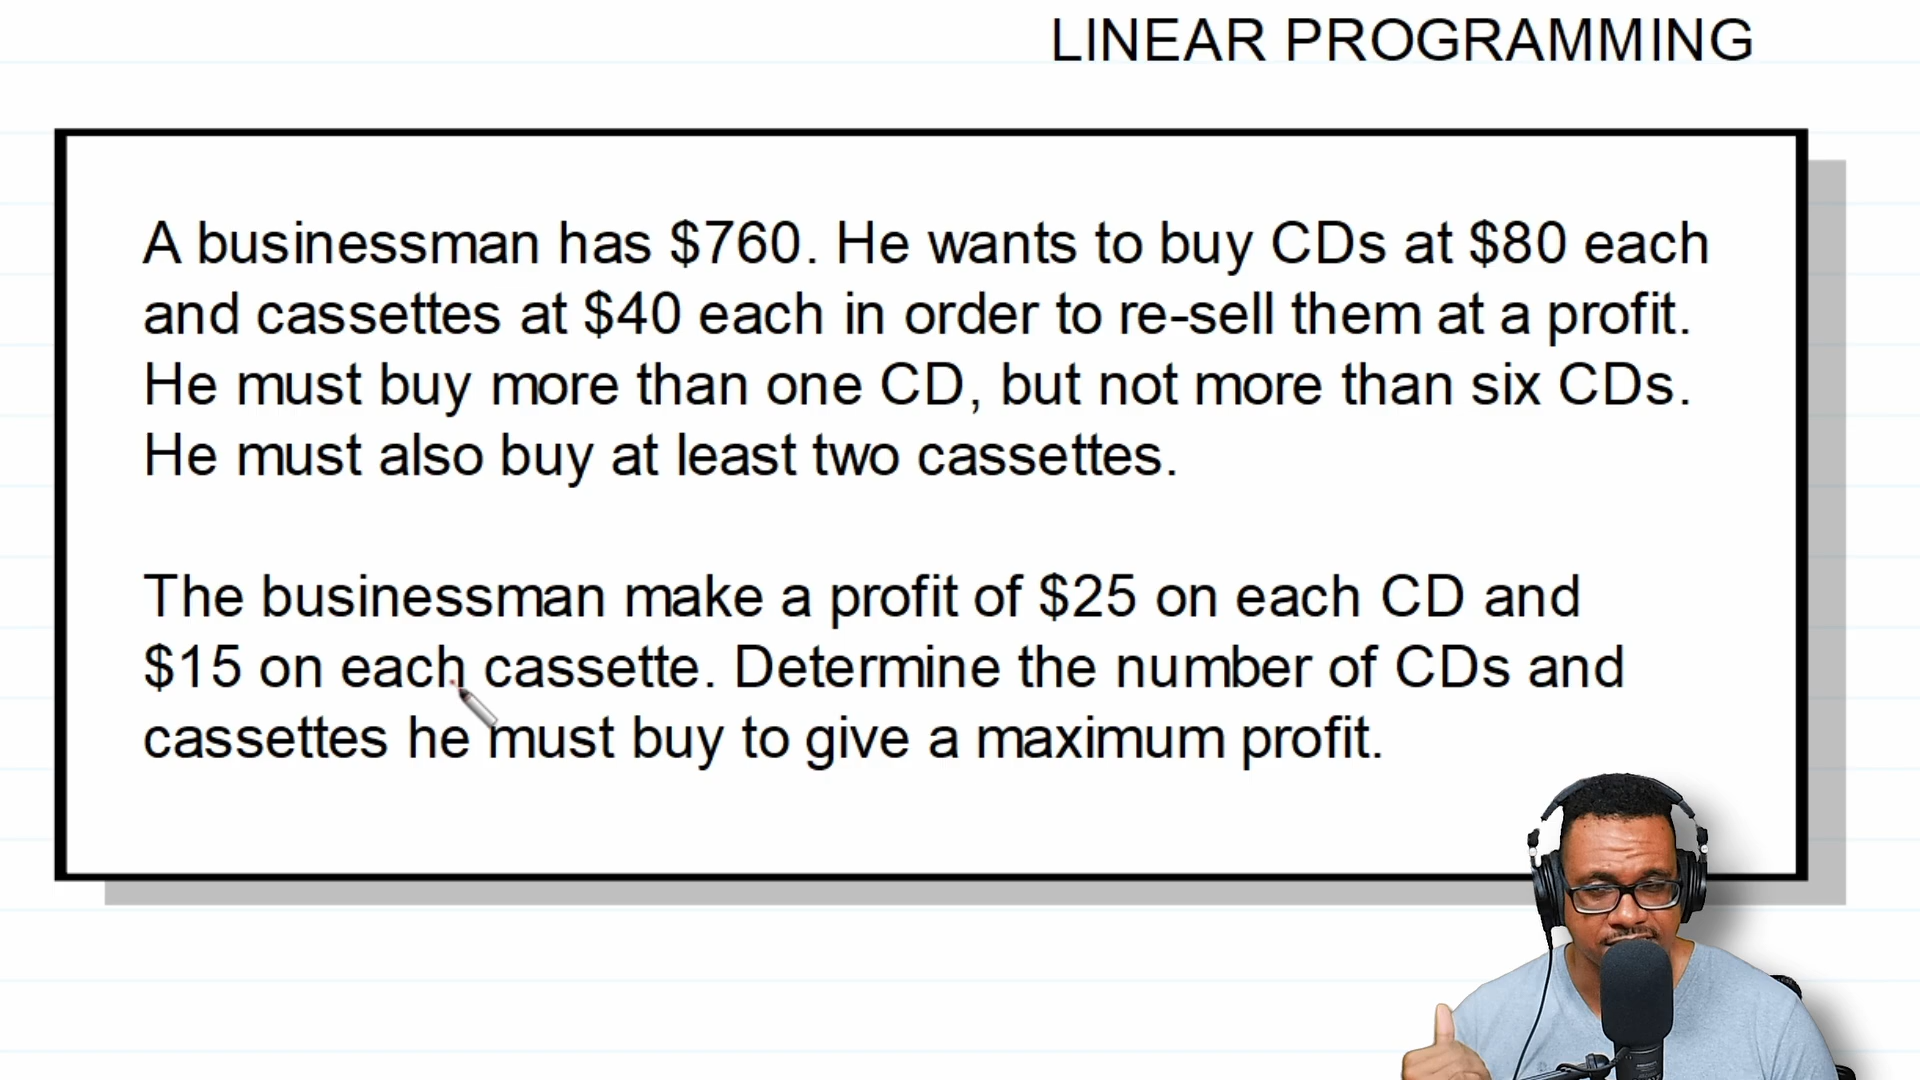 LINEAR PROGRAMMING
A businessman has $760. He wants to buy CDs at $80 each
and cassettes at $40 each in order to re-sell them at a profit.
He must buy more than one CD, but not more than six CDs.
He must also buy at least two cassettes.
The businessman make a profit of $25 on each CD and
$15 on each cassette. Determine the number of CDs and
cassettes he must buy to give a maximum profit.